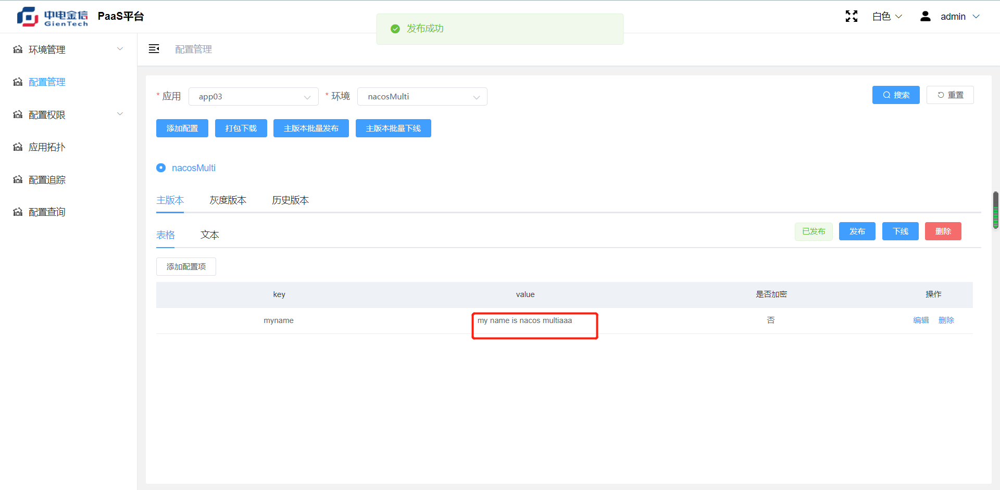 中电金信
GienTech
PaaS平台
发布成功
白色
admin
环境管理
配置管理
配置权限
应用拓扑
配置追踪
配置查询
配置管理
* 应用 app03 * 环境 nacosMulti 搜索 重置
添加配置 打包下载 主版本批量发布 主版本批量下线
nacosMulti
主版本 灰度版本 历史版本
表格 文本 已发布 发布 下线 删除
添加配置项
key value 是否加密 操作
myname my name is nacos multiaaa 否 编辑 删除